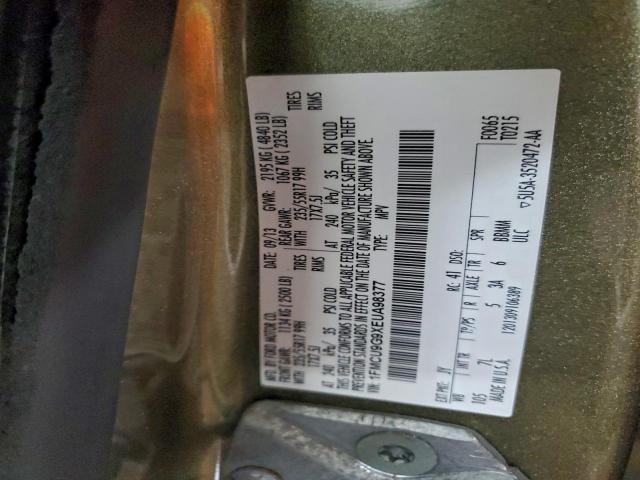 MFD. BY FORD MOTOR CO.
DATE: 09/13 GVWR: 2195 KG ( 4840 LB)
FRONT GAWR: 1134 KG (2500 LB) REAR GAWR: 1067 KG ( 2352 LB)
WITH 235/55R17 99H TIRES WITH 235/55R17 99H TIRES
17X7.5J RIMS 17X7.5J RIMS
AT 240 kPa/ 35 PSI COLD AT 240 kPa/ 35 PSI COLD
THIS VEHICLE CONFORMS TO ALL APPLICABLE FEDERAL MOTOR VEHICLE SAFETY AND THEFT
PREVENTION STANDARDS IN EFFECT ON THE DATE OF MANUFACTURE SHOWN ABOVE.
VIN: 1FMCU9G9XEUA98377 TYPE: MPV
F0065
T0215
EXT PNT: RC: 41 DSO:
WB INT TR TP/PS R AXLE TR SPR
105 7L 5 3A 6 BBMM
MADE IN U.S.A. ULC
5U5A-3520472-AA